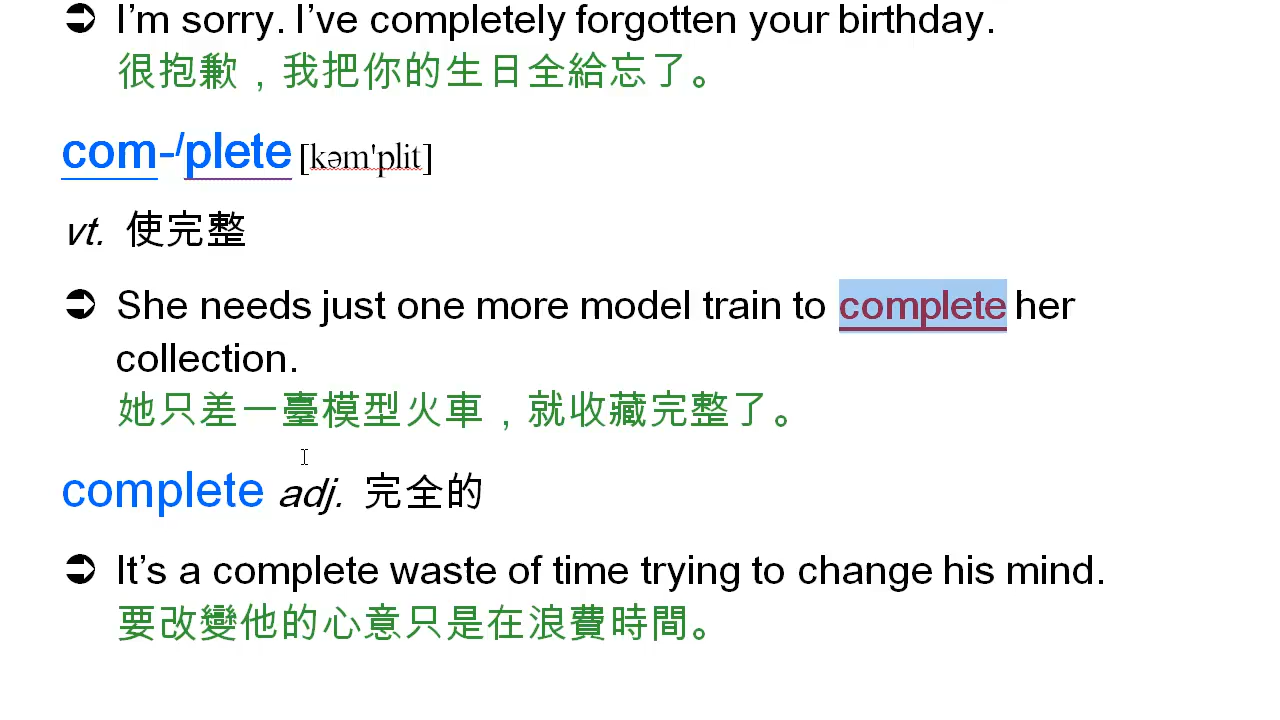 ➲ I’m sorry. I’ve completely forgotten your birthday.
很抱歉，我把你的生日全給忘了。
com-/plete [kəm'plit]
vt. 使完整
➲ She needs just one more model train to complete her
collection.
她只差一臺模型火車，就收藏完整了。
complete adj. 完全的
➲ It’s a complete waste of time trying to change his mind.
要改變他的心意只是在浪費時間。